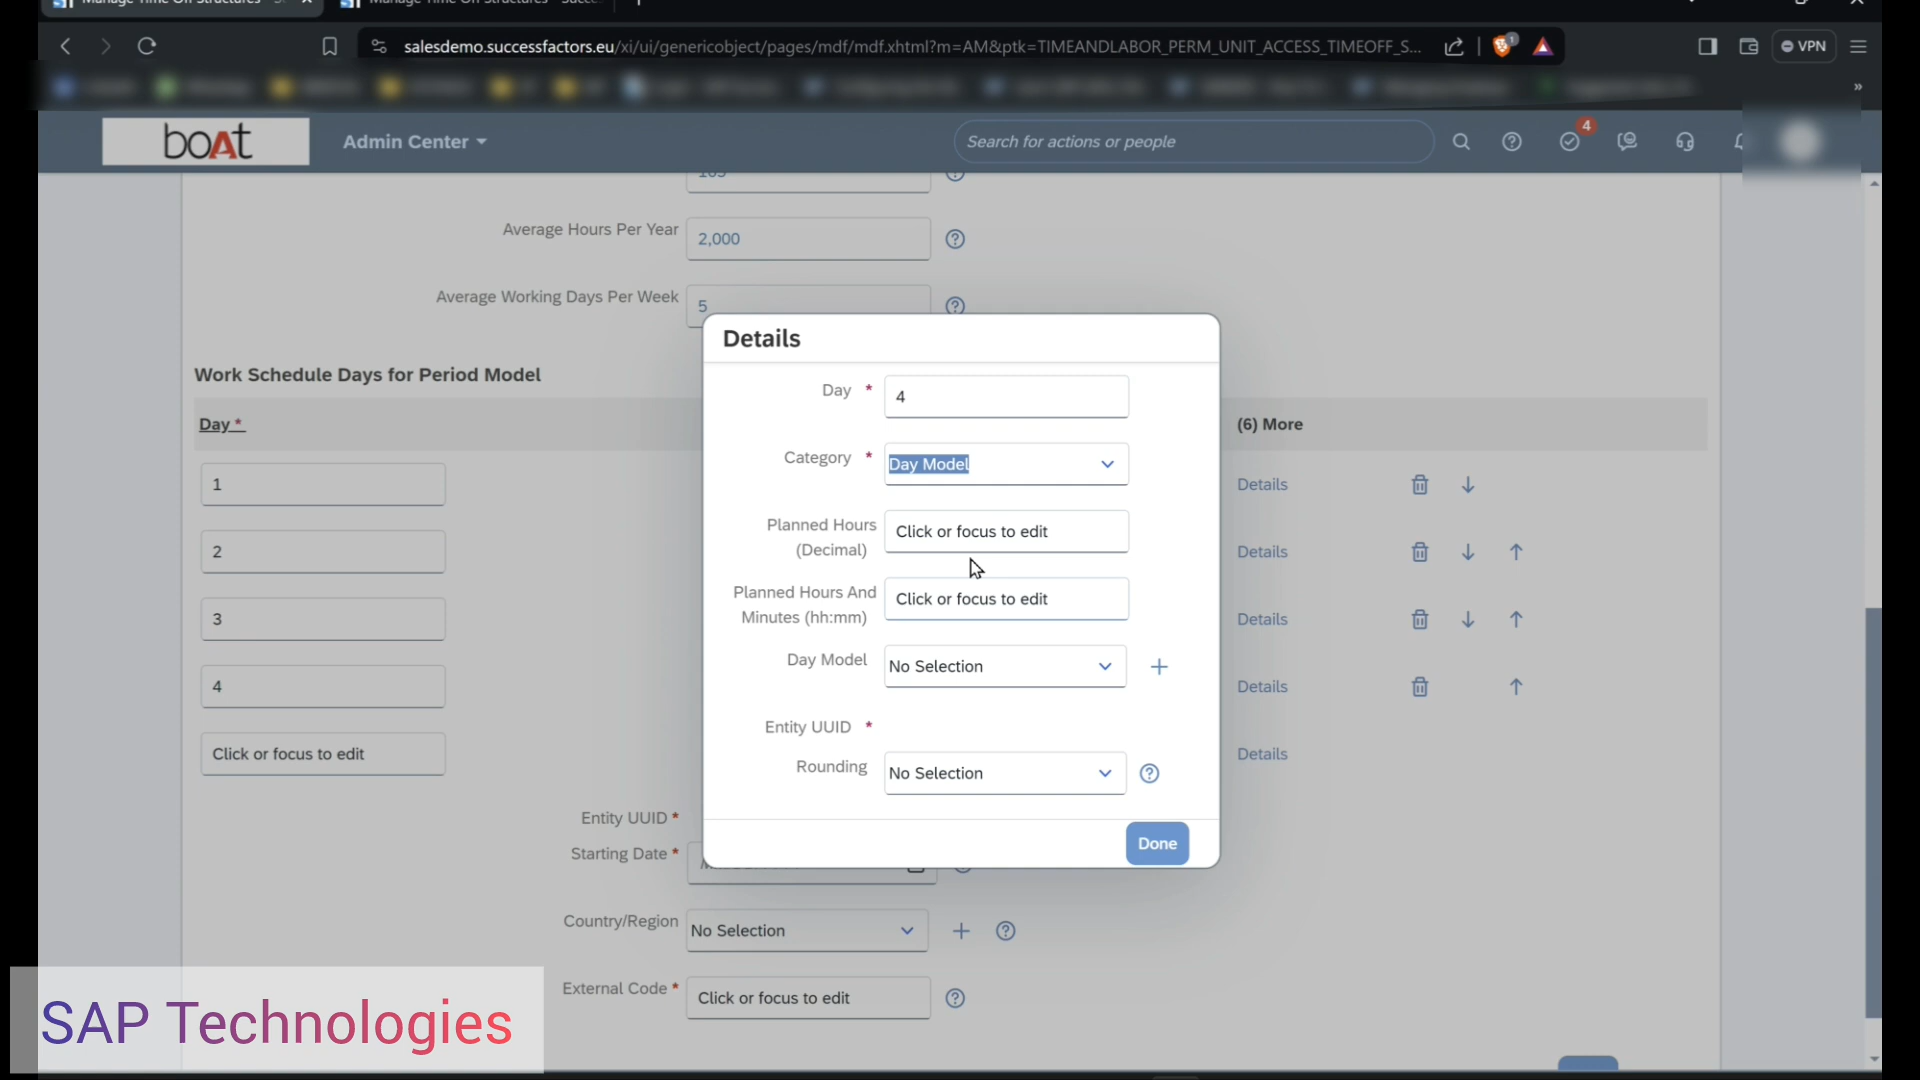 salesdemo.successfactors.eu/xi/ui/genericobject/pages/mdf/mdf.xhtml?m=AM&ptk=TIMEANDLABOR_PERM_UNIT_ACCESS_TIMEOFF_S...
VPN
boAt
Admin Center
Search for actions or people
4
Average Hours Per Year
2,000
Average Working Days Per Week
5
Work Schedule Days for Period Model
Day *
(6) More
1
Details
2
Details
3
Details
4
Details
Click or focus to edit
Details
Details
Day *
4
Category *
Day Model
Planned Hours
(Decimal)
Click or focus to edit
Planned Hours And
Minutes (hh:mm)
Click or focus to edit
Day Model
No Selection
Entity UUID *
Rounding
No Selection
Done
Entity UUID *
Starting Date *
Country/Region
No Selection
External Code *
Click or focus to edit
SAP Technologies